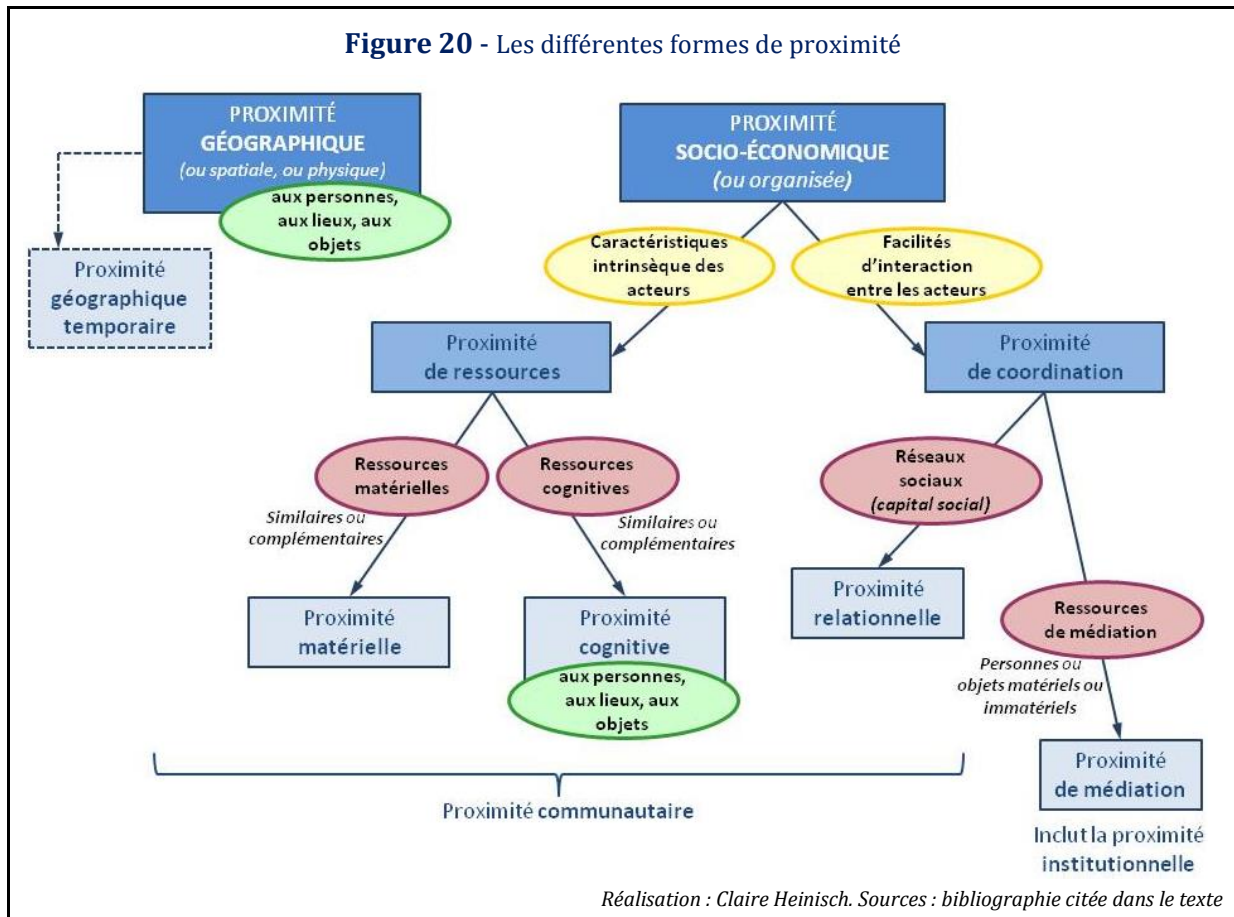 Figure 20 - Les différentes formes de proximité
PROXIMITÉ
GÉOGRAPHIQUE
(ou spatiale, ou physique)
aux personnes,
aux lieux, aux
objets
Proximité
géographique
temporaire
PROXIMITÉ
SOCIO-ÉCONOMIQUE
(ou organisée)
Caractéristiques
intrinsèque des
acteurs
Facilités
d'interaction
entre les acteurs
Proximité
de ressources
Proximité
de coordination
Ressources
matérielles
Ressources
cognitives
Réseaux
sociaux
(capital social)
Similaires ou
complémentaires
Similaires ou
complémentaires
Proximité
matérielle
Proximité
cognitive
aux personnes,
aux lieux, aux
objets
Proximité
relationnelle
Ressources
de médiation
Personnes ou
objets matériels ou
immatériels
Proximité
de médiation
Inclut la proximité
institutionnelle
Proximité communautaire
Réalisation : Claire Heinisch. Sources : bibliographie citée dans le texte